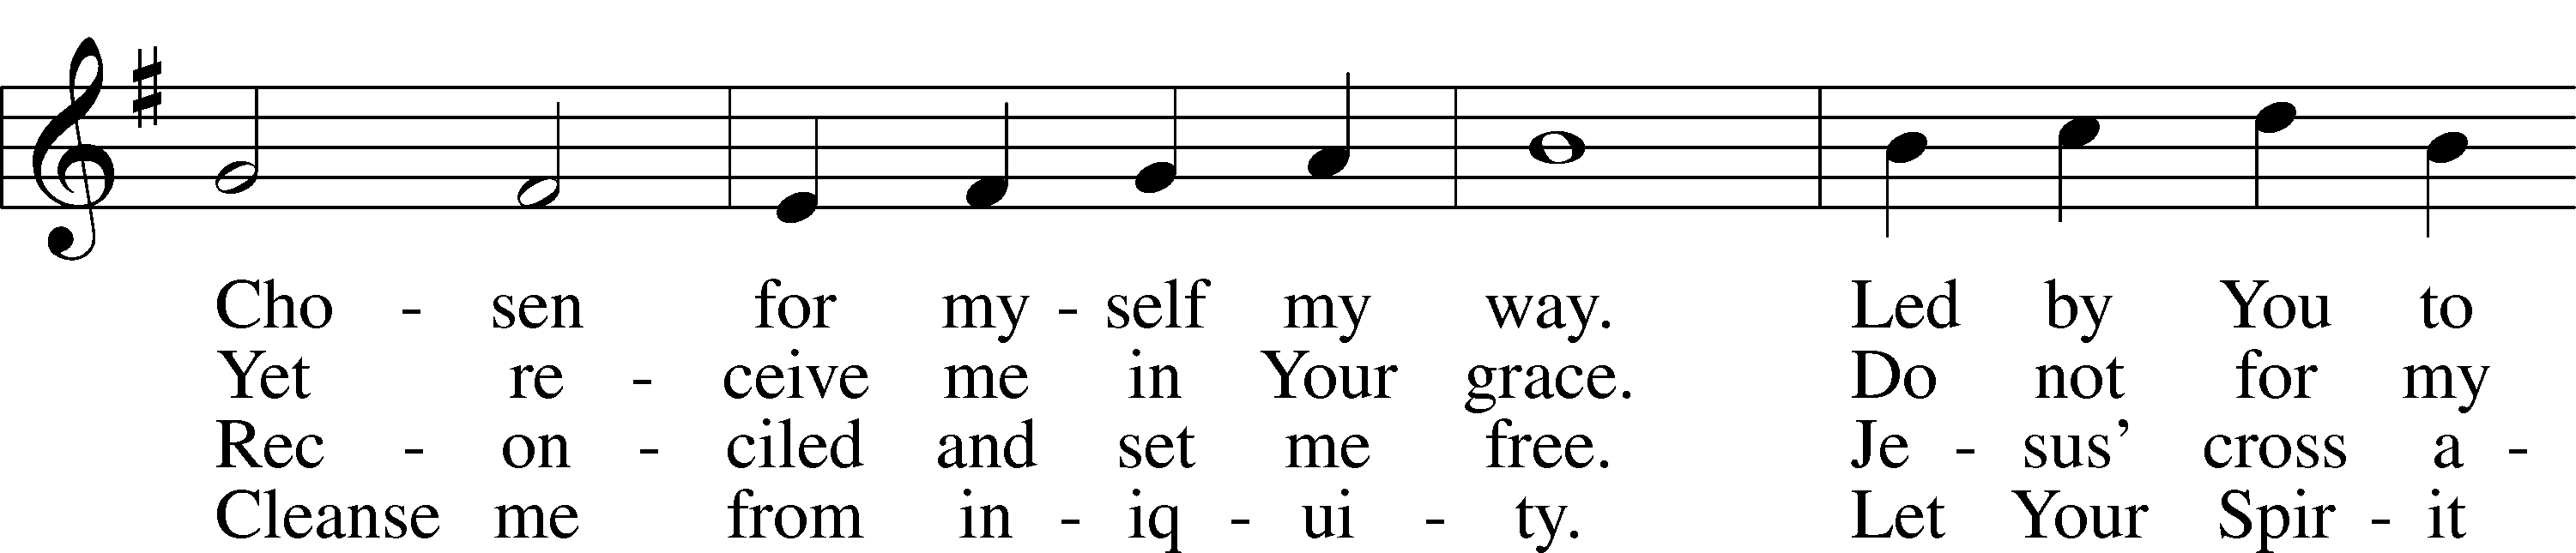 Cho - sen for my - self my way. Led by You to
Yet re - ceive me in Your grace. Do not for my
Rec - on - ciled and set me free. Je - sus' cross a -
Cleanse me from in - iq - ui - ty. Let Your Spir - it